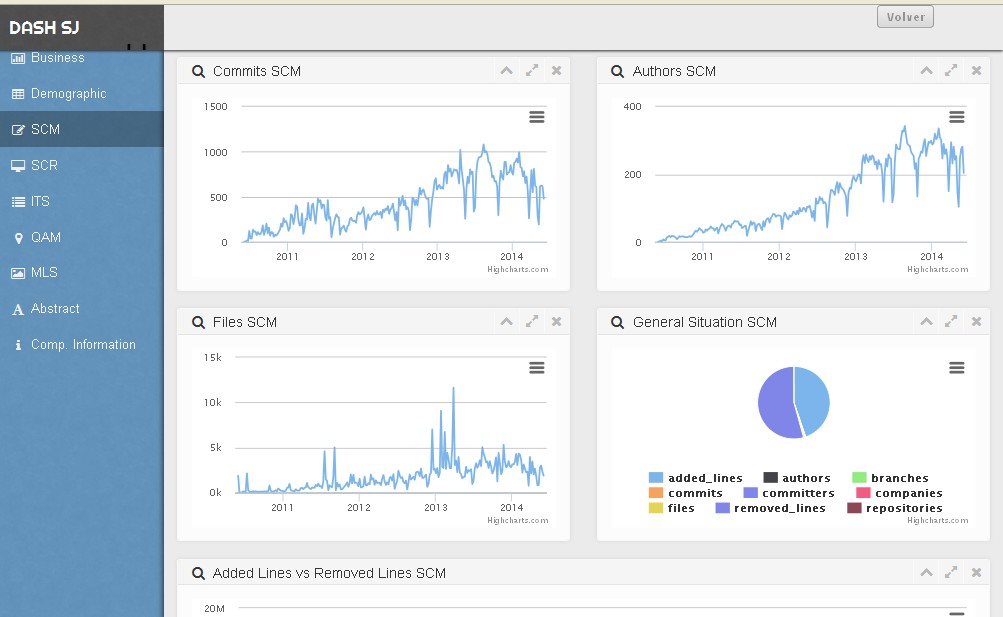 DASH SJ
Volver
Business
Demographic
SCM
SCR
ITS
QAM
MLS
Abstract
Comp. Information
Commits SCM
1500
1000
500
0
2011 2012 2013 2014
Highcharts.com
Authors SCM
400
200
0
2011 2012 2013 2014
Highcharts.com
Files SCM
15k
10k
5k
0k
2011 2012 2013 2014
Highcharts.com
General Situation SCM
added_lines authors branches
commits committers companies
files removed_lines repositories
Highcharts.com
Added Lines vs Removed Lines SCM
20M